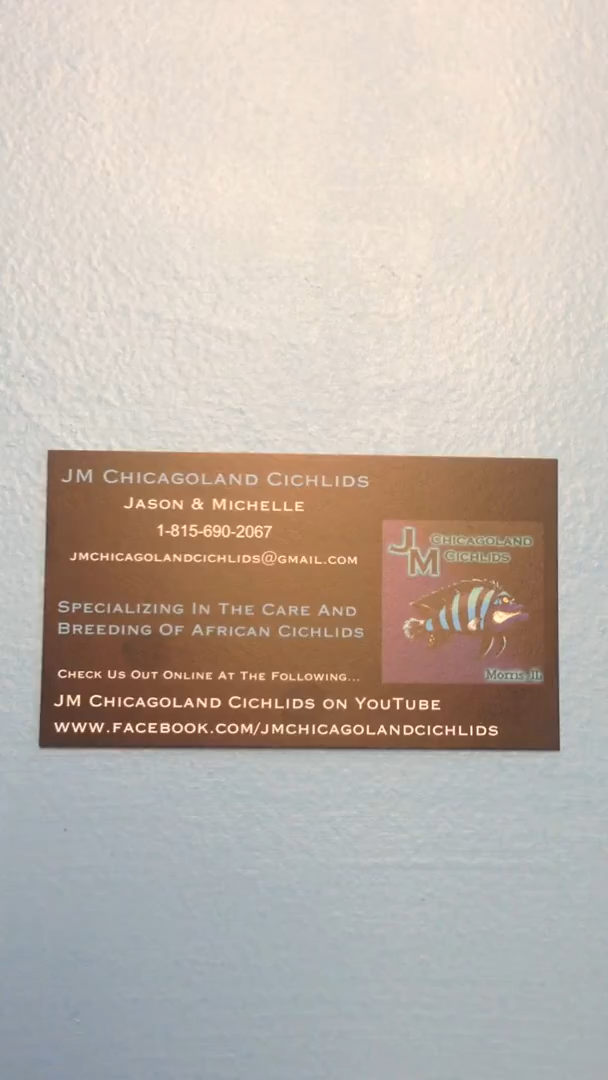 JM CHICAGOLAND CICHLIDS
JASON & MICHELLE
1-815-690-2067
JMCHICAGOLANDCICHLIDS@GMAIL.COM
SPECIALIZING IN THE CARE AND
BREEDING OF AFRICAN CICHLIDS
CHECK US OUT ONLINE AT THE FOLLOWING...
JM CHICAGOLAND CICHLIDS ON YOUTUBE
WWW.FACEBOOK.COM/JMCHICAGOLANDCICHLIDS
JM CHICAGOLAND
CICHLIDS
Morris, IL